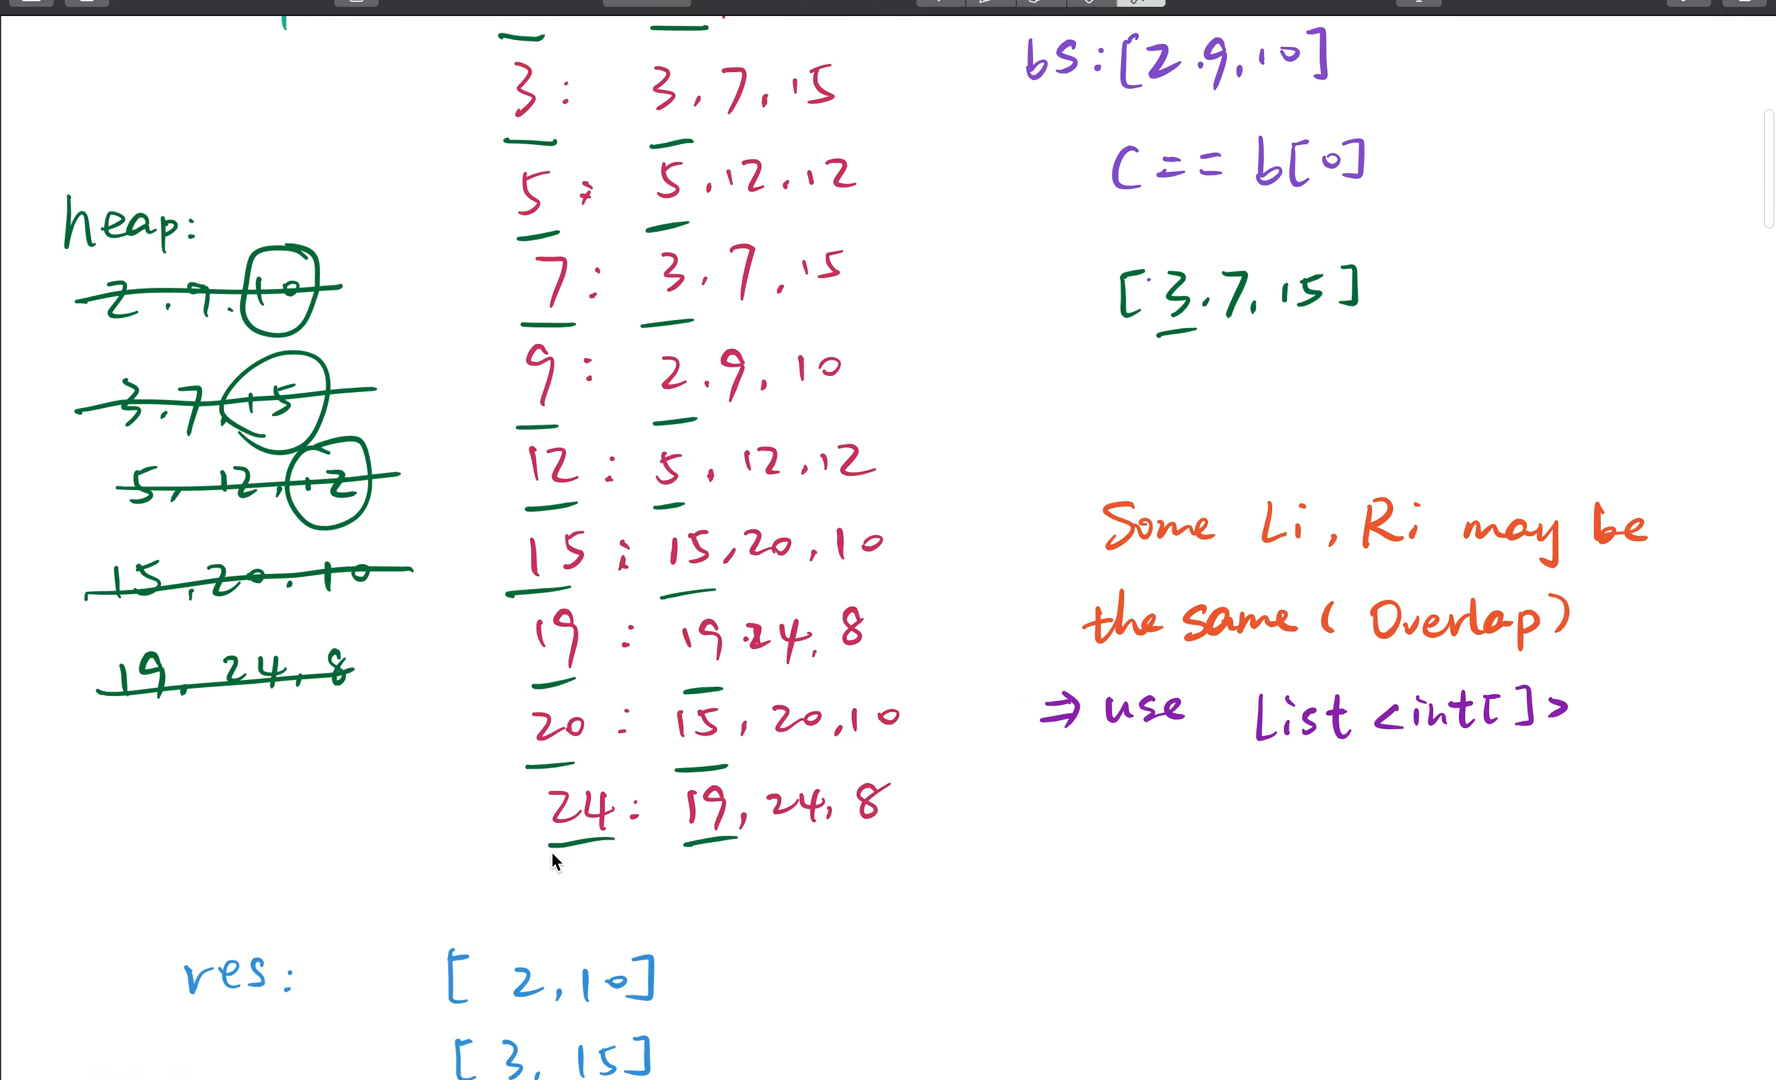 heap:
2.9.10
3.7,15
5,12,12
15,20.10
19,24,8
3: 3,7,15
5: 5,12,12
7: 3,7,15
9: 2.9,10
12: 5,12,12
15: 15,20,10
19: 19 24,8
20: 15,20,10
24: 19,24,8
bs:[2.9,10]
C == b[0]
[3.7,15]
Some Li, Ri may be
the same (Overlap)
⇒ use List <int[]>
res: [2,10]
[3,15]